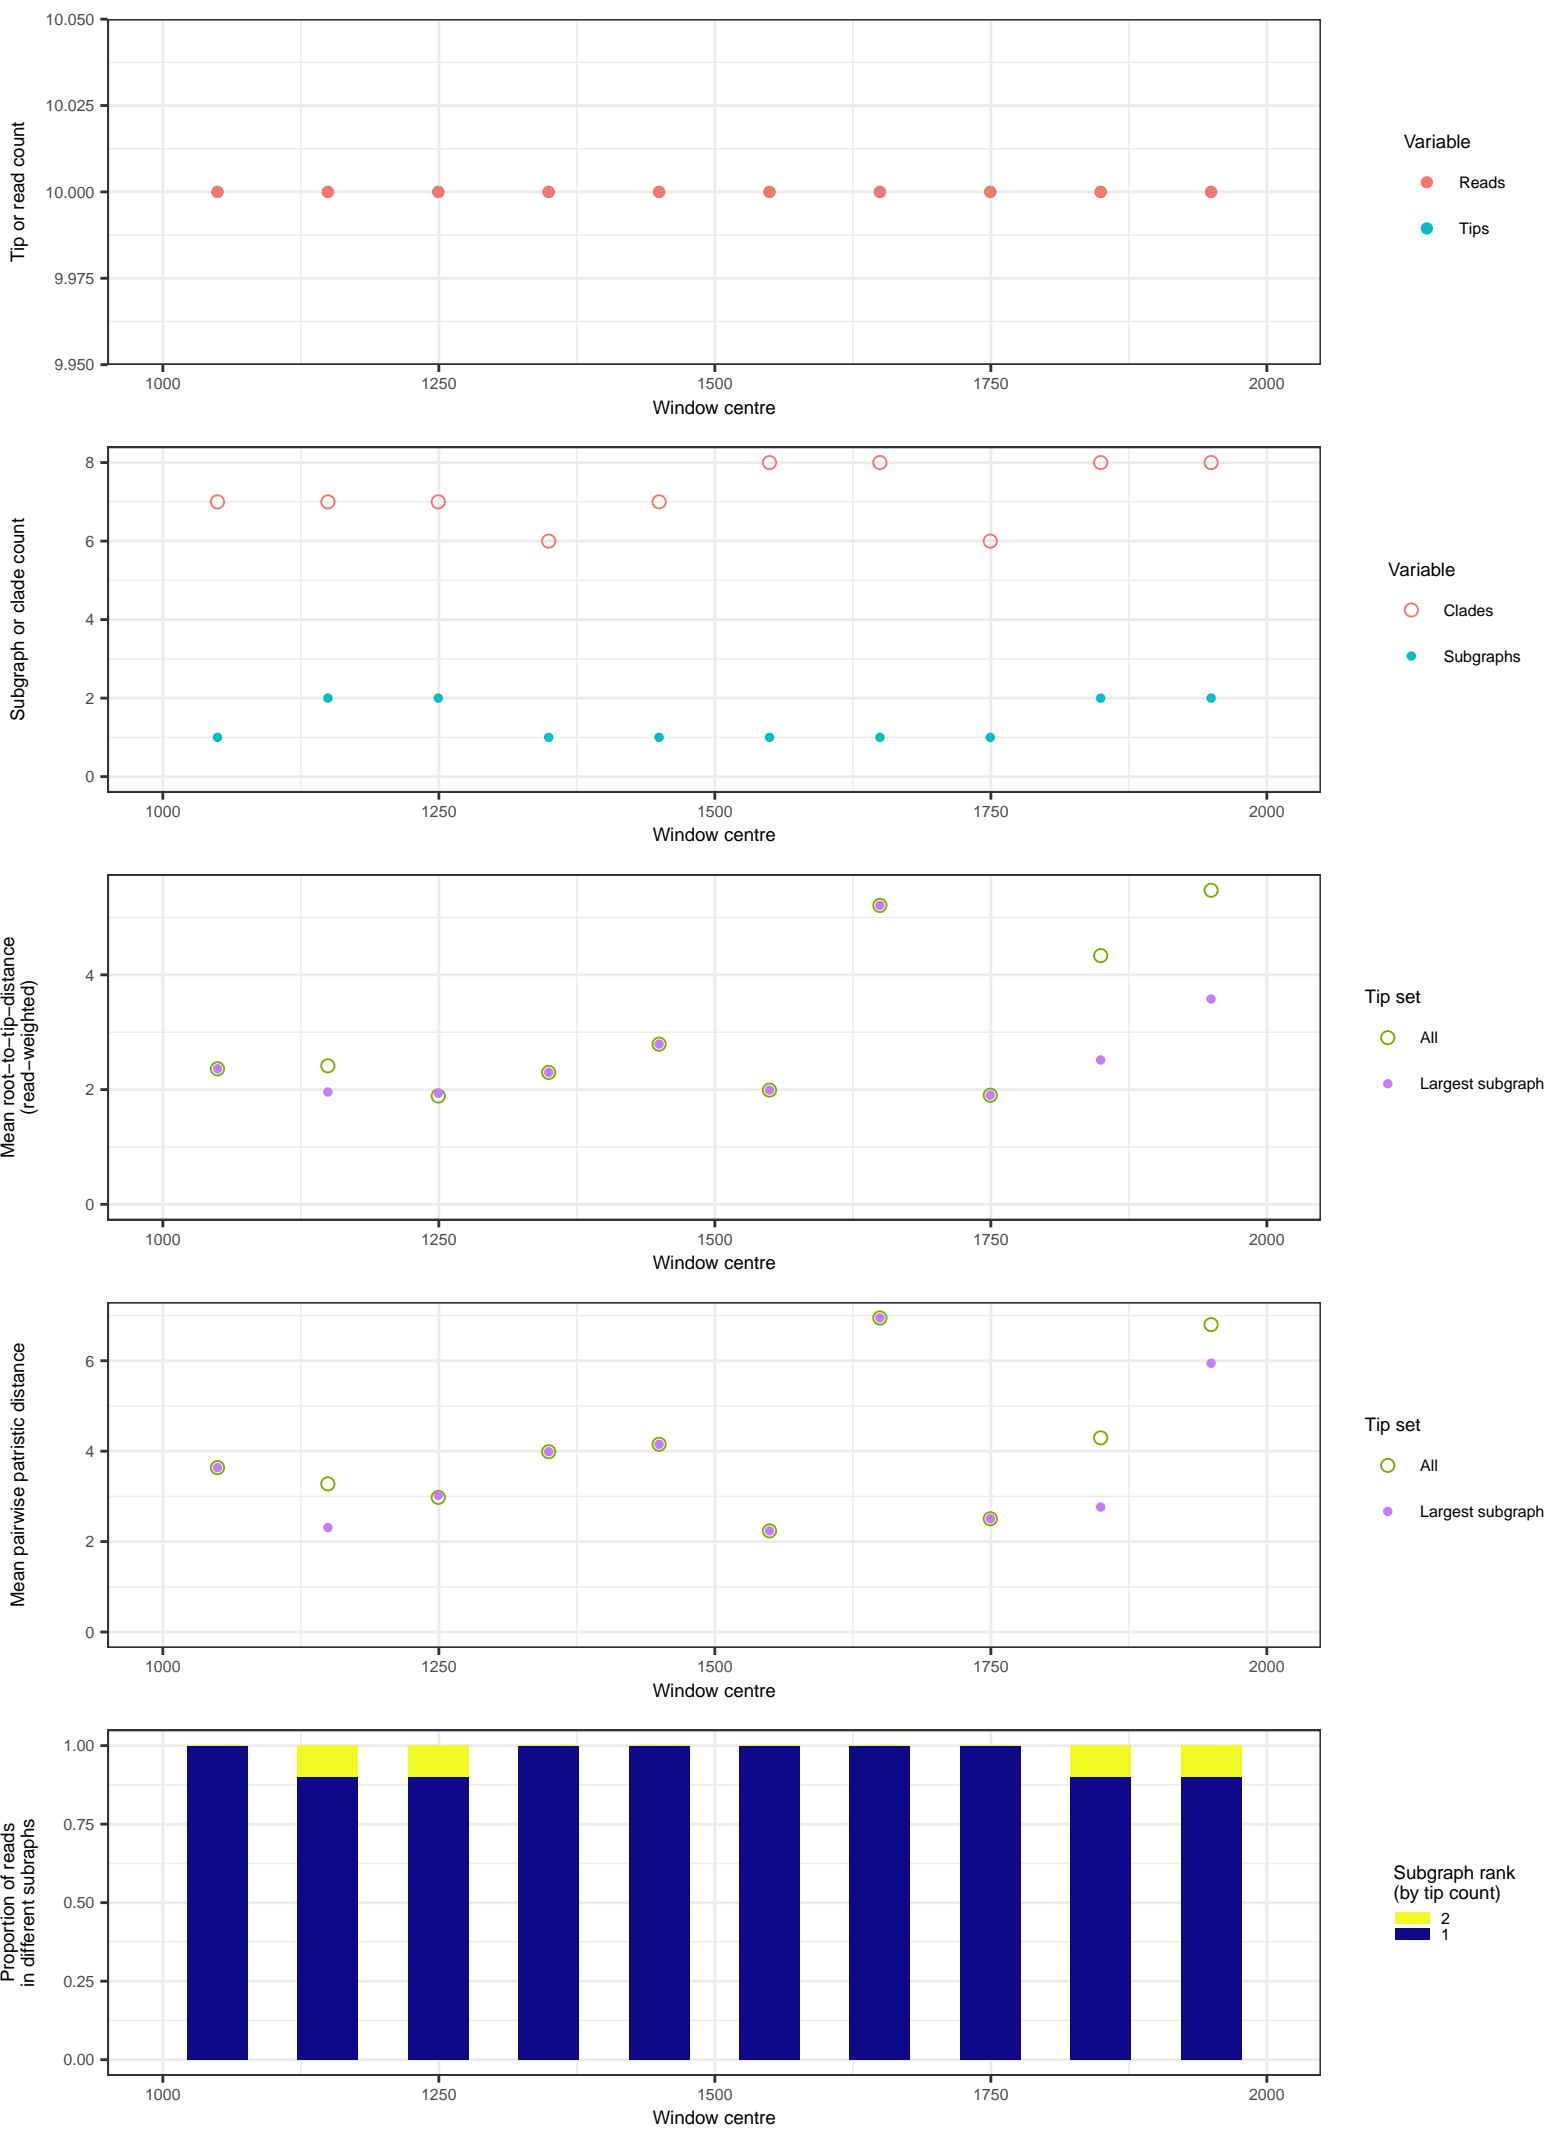 10.050
10.025
10.000
9.975
9.950
Tip or read count
1000 1250 1500 1750 2000
Window centre
Variable
Reads
Tips
8
6
4
2
0
Subgraph or clade count
1000 1250 1500 1750 2000
Window centre
Variable
Clades
Subgraphs
4
2
0
Mean root−to−tip−distance
(read−weighted)
1000 1250 1500 1750 2000
Window centre
Tip set
All
Largest subgraph
6
4
2
0
Mean pairwise patristic distance
1000 1250 1500 1750 2000
Window centre
Tip set
All
Largest subgraph
1.00
0.75
0.50
0.25
0.00
Proportion of reads
in different subraphs
1000 1250 1500 1750 2000
Window centre
Subgraph rank
(by tip count)
2
1